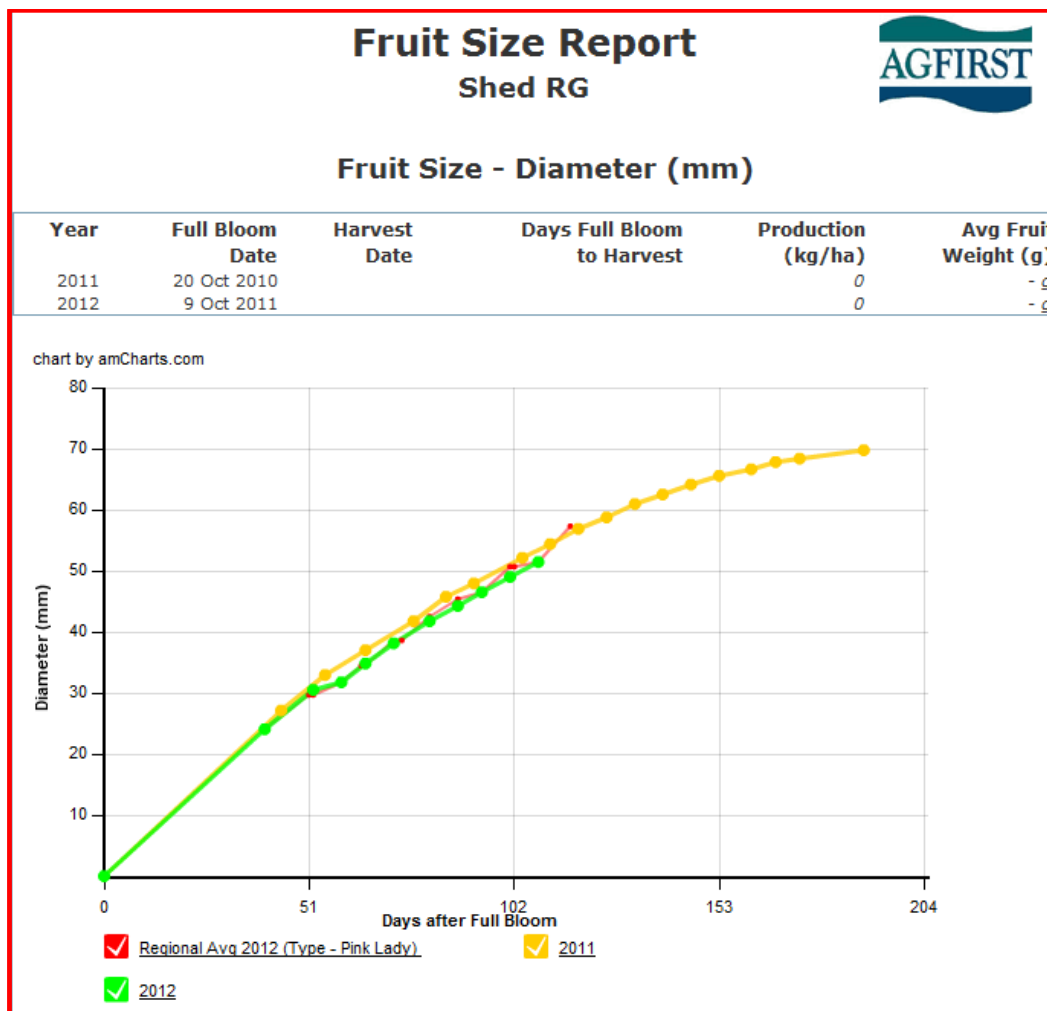 Fruit Size Report
Shed RG
AGFIRST
Fruit Size - Diameter (mm)
Year Full Bloom Harvest Days Full Bloom Production Avg Fruit
Date Date to Harvest (kg/ha) Weight (g)
2011 20 Oct 2010 0 - g
2012 9 Oct 2011 0 - g
chart by amCharts.com
80
70
60
50
40
30
20
10
Diameter (mm)
0 51 102 153 204
Days after Full Bloom
Regional Avg 2012 (Type - Pink Lady) 2011
2012